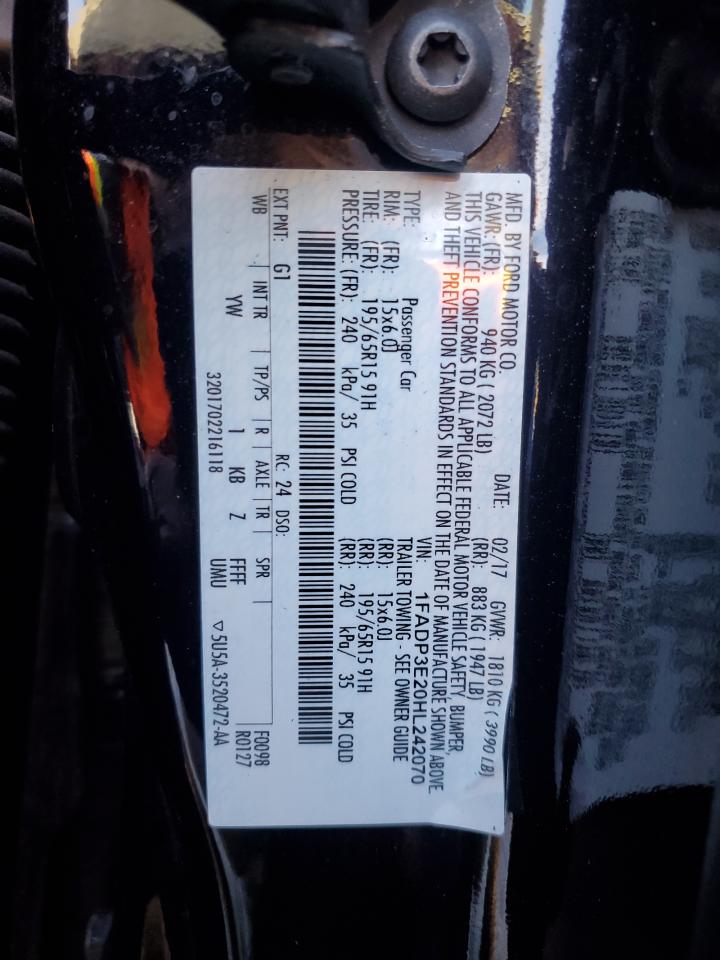 MFD. BY FORD MOTOR CO.
DATE: 02/17 GVWR: 1810 KG ( 3990 LB)
GAWR: (FR): 940 KG ( 2072 LB) (RR): 883 KG ( 1947 LB)
THIS VEHICLE CONFORMS TO ALL APPLICABLE FEDERAL MOTOR VEHICLE SAFETY, BUMPER,
AND THEFT PREVENTION STANDARDS IN EFFECT ON THE DATE OF MANUFACTURE SHOWN ABOVE.
VIN: 1FADP3E20HL242070
TYPE: Passenger Car TRAILER TOWING - SEE OWNER GUIDE
RIM: (FR): 15x6.0J (RR): 15x6.0J
TIRE: (FR): 195/65R15 91H (RR): 195/65R15 91H
PRESSURE: (FR): 240 kPa/ 35 PSI COLD (RR): 240 kPa/ 35 PSI COLD
EXT PNT: G1 RC: 24 DSO: F0098
WB INT TR TP/PS R AXLE TR SPR R0127
YW 1 KB Z FFFF
UMU
3201702216118 ▽5U5A-3520472-AA